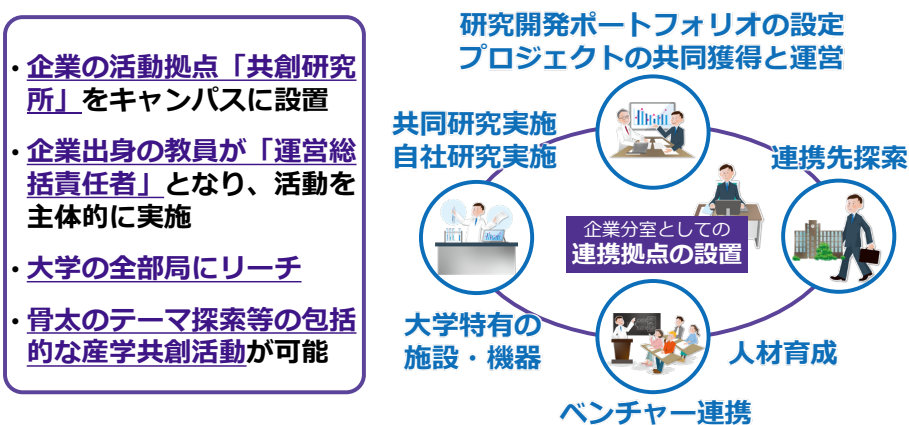 ・企業の活動拠点「共創研究
所」をキャンパスに設置
・企業出身の教員が「運営総
括責任者」となり、活動を
主体的に実施
・大学の全部局にリーチ
・骨太のテーマ探索等の包括
的な産学共創活動が可能
研究開発ポートフォリオの設定
プロジェクトの共同獲得と運営
共同研究実施
自社研究実施
連携先探索
企業分室としての
連携拠点の設置
大学特有の
施設・機器
人材育成
ベンチャー連携